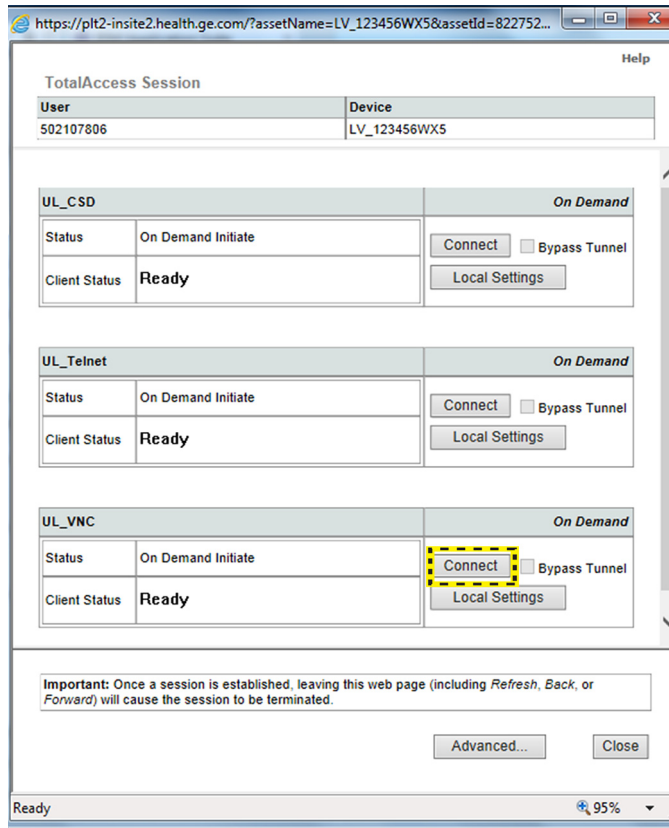 https://plt2-insite2.health.ge.com/?assetName=LV_123456WX5&assetId=822752...
Help
TotalAccess Session
User Device
502107806 LV_123456WX5
UL_CSD On Demand
Status On Demand Initiate Connect Bypass Tunnel
Client Status Ready Local Settings
UL_Telnet On Demand
Status On Demand Initiate Connect Bypass Tunnel
Client Status Ready Local Settings
UL_VNC On Demand
Status On Demand Initiate Connect Bypass Tunnel
Client Status Ready Local Settings
Important: Once a session is established, leaving this web page (including Refresh, Back, or
Forward) will cause the session to be terminated.
Advanced... Close
Ready 95%